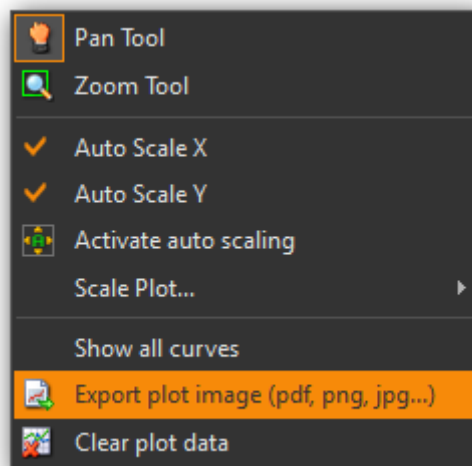 Pan Tool
Zoom Tool
Auto Scale X
Auto Scale Y
Activate auto scaling
Scale Plot...
Show all curves
Export plot image (pdf, png, jpg...)
Clear plot data